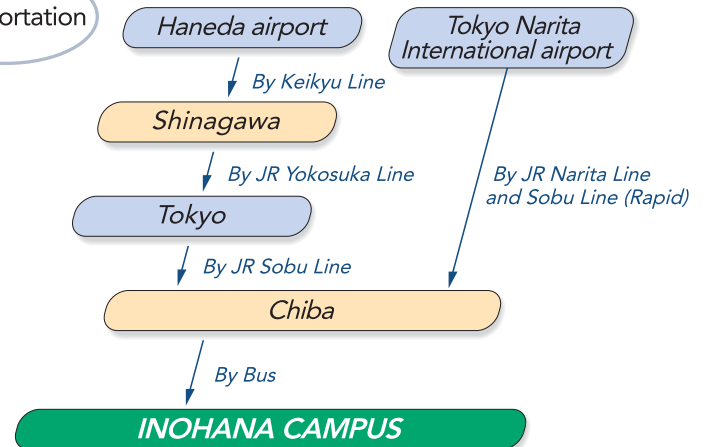 ortation
Haneda airport
Tokyo Narita
International airport
By Keikyu Line
Shinagawa
By JR Yokosuka Line
By JR Narita Line
and Sobu Line (Rapid)
Tokyo
By JR Sobu Line
Chiba
By Bus
INOHANA CAMPUS